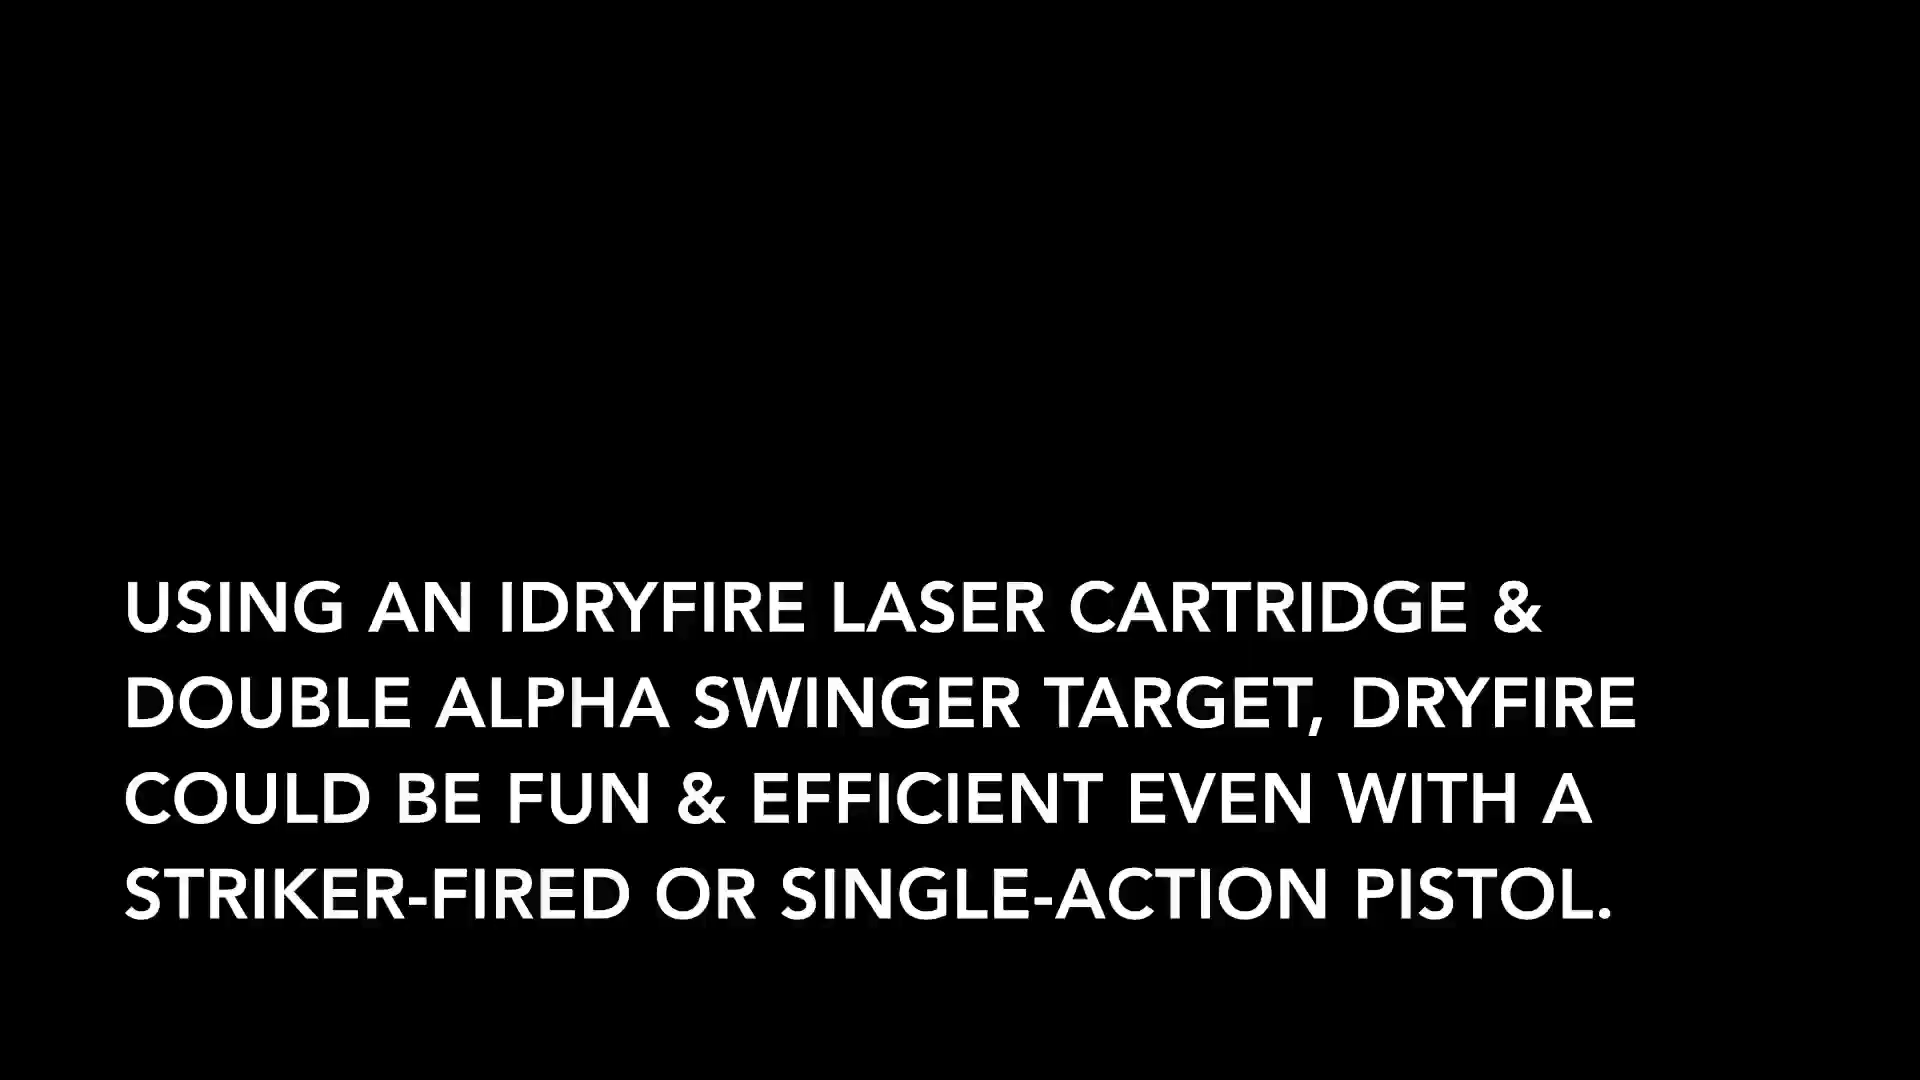 USING AN IDRYFIRE LASER CARTRIDGE &
DOUBLE ALPHA SWINGER TARGET, DRYFIRE
COULD BE FUN & EFFICIENT EVEN WITH A
STRIKER-FIRED OR SINGLE-ACTION PISTOL.